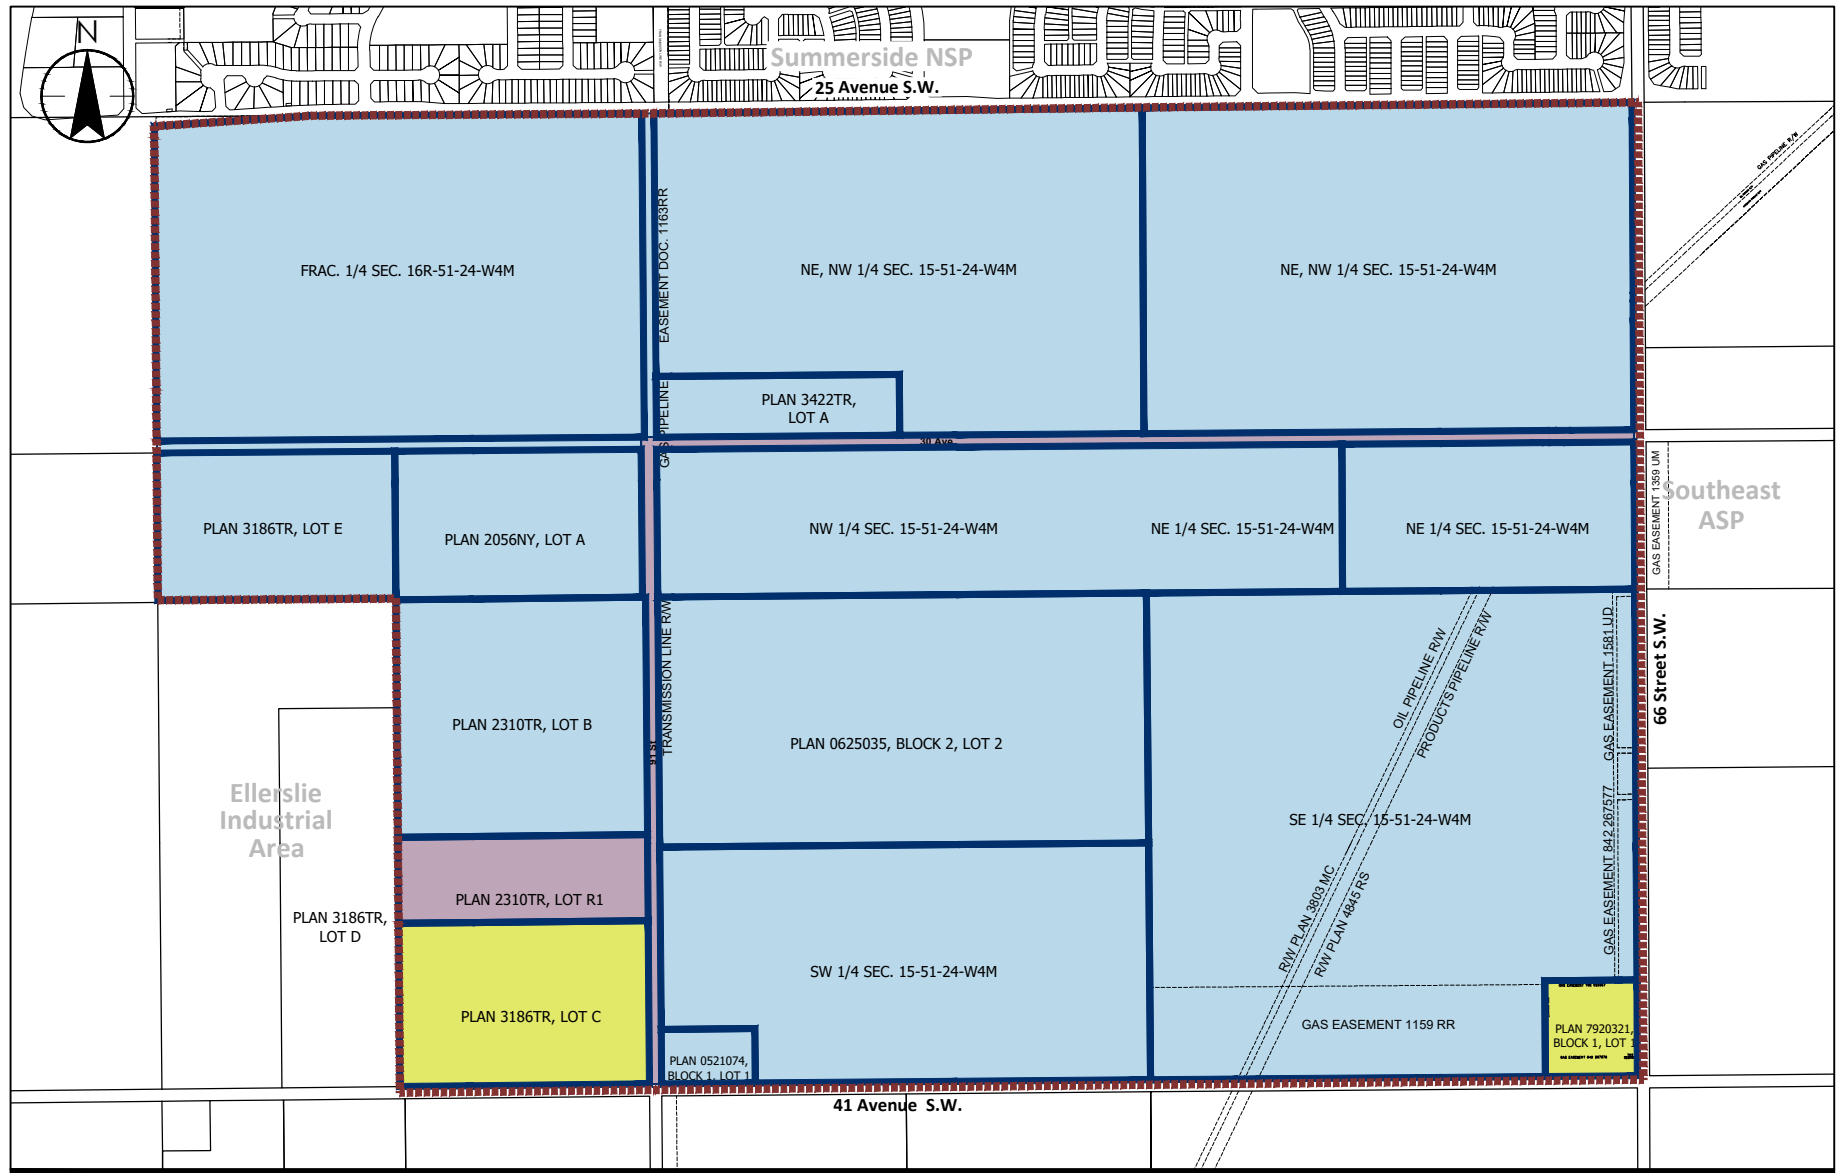 N
Summerside NSP
25 Avenue S.W.
GAS PIPELINE R/W
FRAC. 1/4 SEC. 16R-51-24-W4M
EASEMENT DOC. 1163RR
GAS PIPELINE
NE, NW 1/4 SEC. 15-51-24-W4M
NE, NW 1/4 SEC. 15-51-24-W4M
PLAN 3422TR,
LOT A
30 Ave.
PLAN 3186TR, LOT E
PLAN 2056NY, LOT A
NW 1/4 SEC. 15-51-24-W4M
NE 1/4 SEC. 15-51-24-W4M
NE 1/4 SEC. 15-51-24-W4M
GAS EASEMENT 1359 UM
Southeast
ASP
66 Street S.W.
PLAN 2310TR, LOT B
91 St.
TRANSMISSION LINE R/W
PLAN 0625035, BLOCK 2, LOT 2
OIL PIPELINE R/W
PRODUCTS PIPELINE R/W
GAS EASEMENT 1581 UD
GAS EASEMENT 842 267577
SE 1/4 SEC. 15-51-24-W4M
R/W PLAN 3803 MC
R/W PLAN 4845 RS
Ellerslie
Industrial
Area
PLAN 3186TR,
LOT D
PLAN 2310TR, LOT R1
PLAN 3186TR, LOT C
SW 1/4 SEC. 15-51-24-W4M
PLAN 0521074,
BLOCK 1, LOT 1
GAS EASEMENT 1159 RR
PLAN 7920321,
BLOCK 1, LOT 1
41 Avenue S.W.